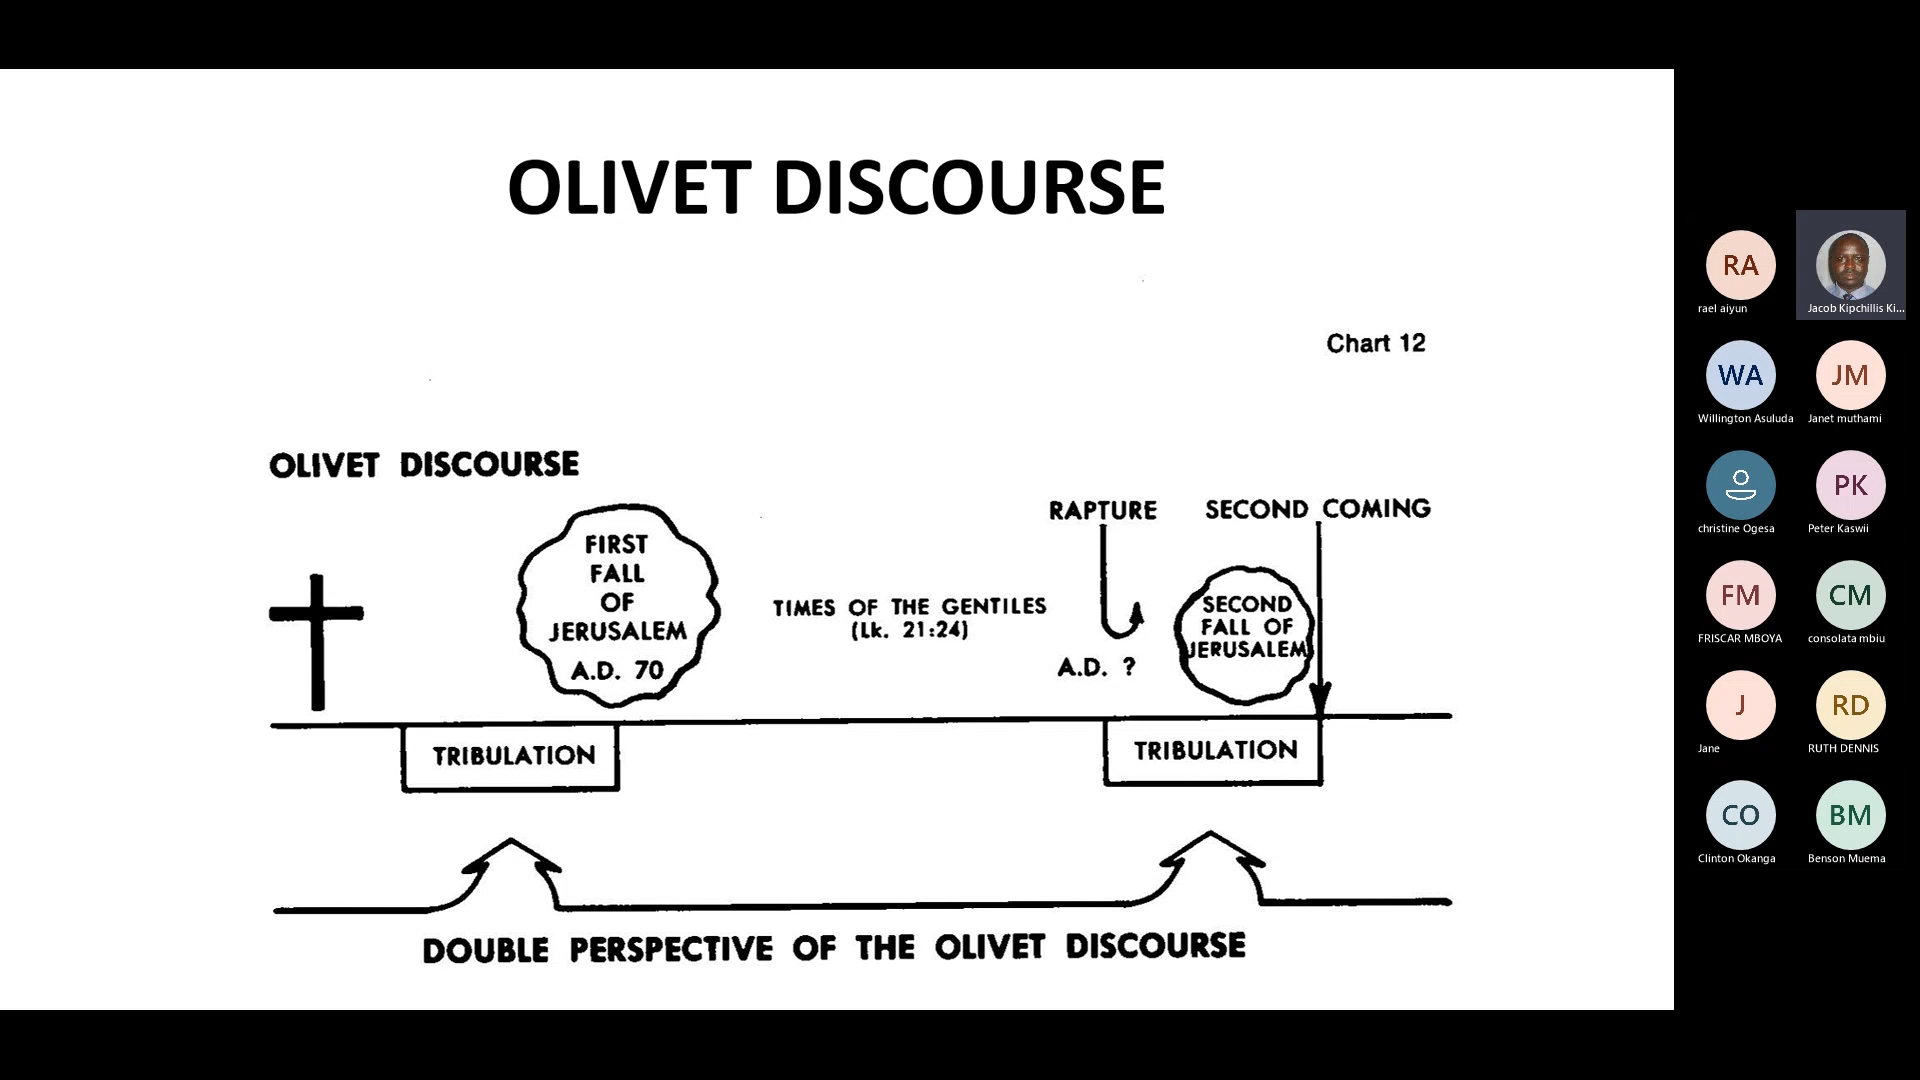 OLIVET DISCOURSE
Chart 12
OLIVET DISCOURSE
FIRST
FALL
OF
JERUSALEM
A.D. 70
TIMES OF THE GENTILES
(Lk. 21:24)
RAPTURE
SECOND COMING
A.D. ?
SECOND
FALL OF
JERUSALEM
TRIBULATION
TRIBULATION
DOUBLE PERSPECTIVE OF THE OLIVET DISCOURSE
RA
rael aiyun
Jacob Kipchillis Ki...
WA
Willington Asuluda
JM
Janet muthami
christine Ogesa
PK
Peter Kaswii
FM
FRISCAR MBOYA
CM
consolata mbiu
J
Jane
RD
RUTH DENNIS
CO
Clinton Okanga
BM
Benson Muema